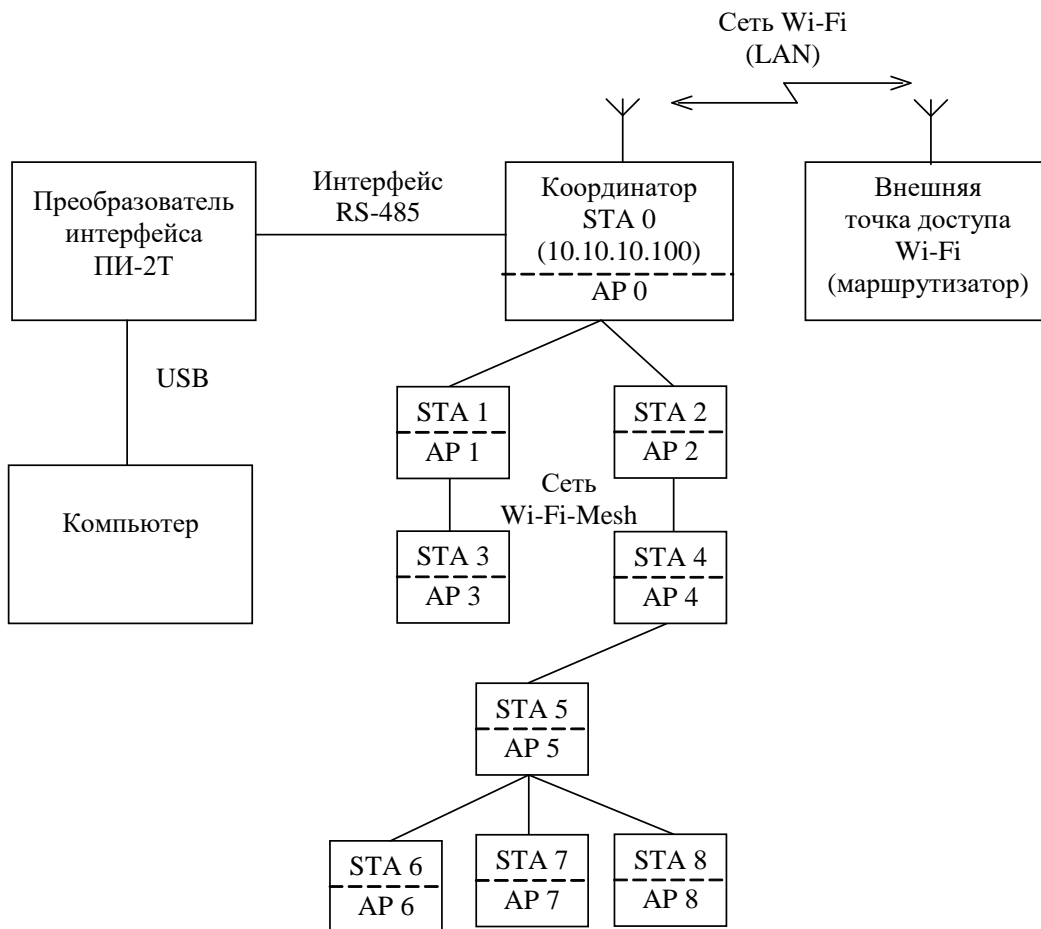 Сеть Wi-Fi
(LAN)
Преобразователь
интерфейса
ПИ-2Т
Интерфейс
RS-485
Координатор
STA 0
(10.10.10.100)
AP 0
Внешняя
точка доступа
Wi-Fi
(маршрутизатор)
USB
Компьютер
STA 1
AP 1
STA 2
AP 2
Сеть
Wi-Fi-Mesh
STA 3
AP 3
STA 4
AP 4
STA 5
AP 5
STA 6
AP 6
STA 7
AP 7
STA 8
AP 8